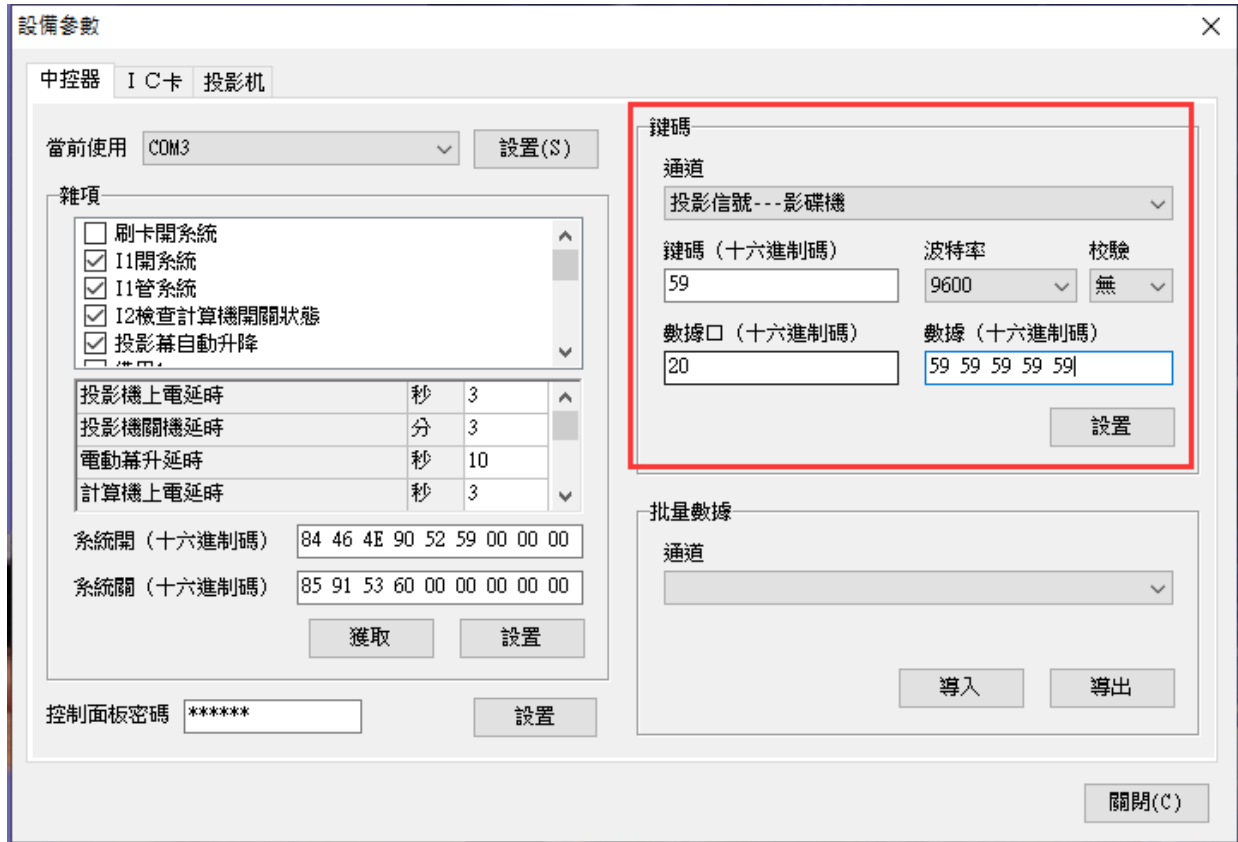 設備參數
中控器 ＩＣ卡 投影机
當前使用 COM3 設置(S)
雜項
刷卡開系統
I1開系統
I1管系統
I2檢查計算機開關狀態
投影幕自動升降
投影機上電延時 秒 3
投影機關機延時 分 3
電動幕升延時 秒 10
計算機上電延時 秒 3
系統開（十六進制碼） 84 46 4E 90 52 59 00 00 00
系統關（十六進制碼） 85 91 53 60 00 00 00 00 00
獲取 設置
控制面板密碼 ****** 設置
鍵碼
通道
投影信號---影碟機
鍵碼（十六進制碼） 波特率 校驗
59 9600 無
數據口（十六進制碼） 數據（十六進制碼）
20 59 59 59 59 59
設置
批量數據
通道
導入 導出
關閉(C)